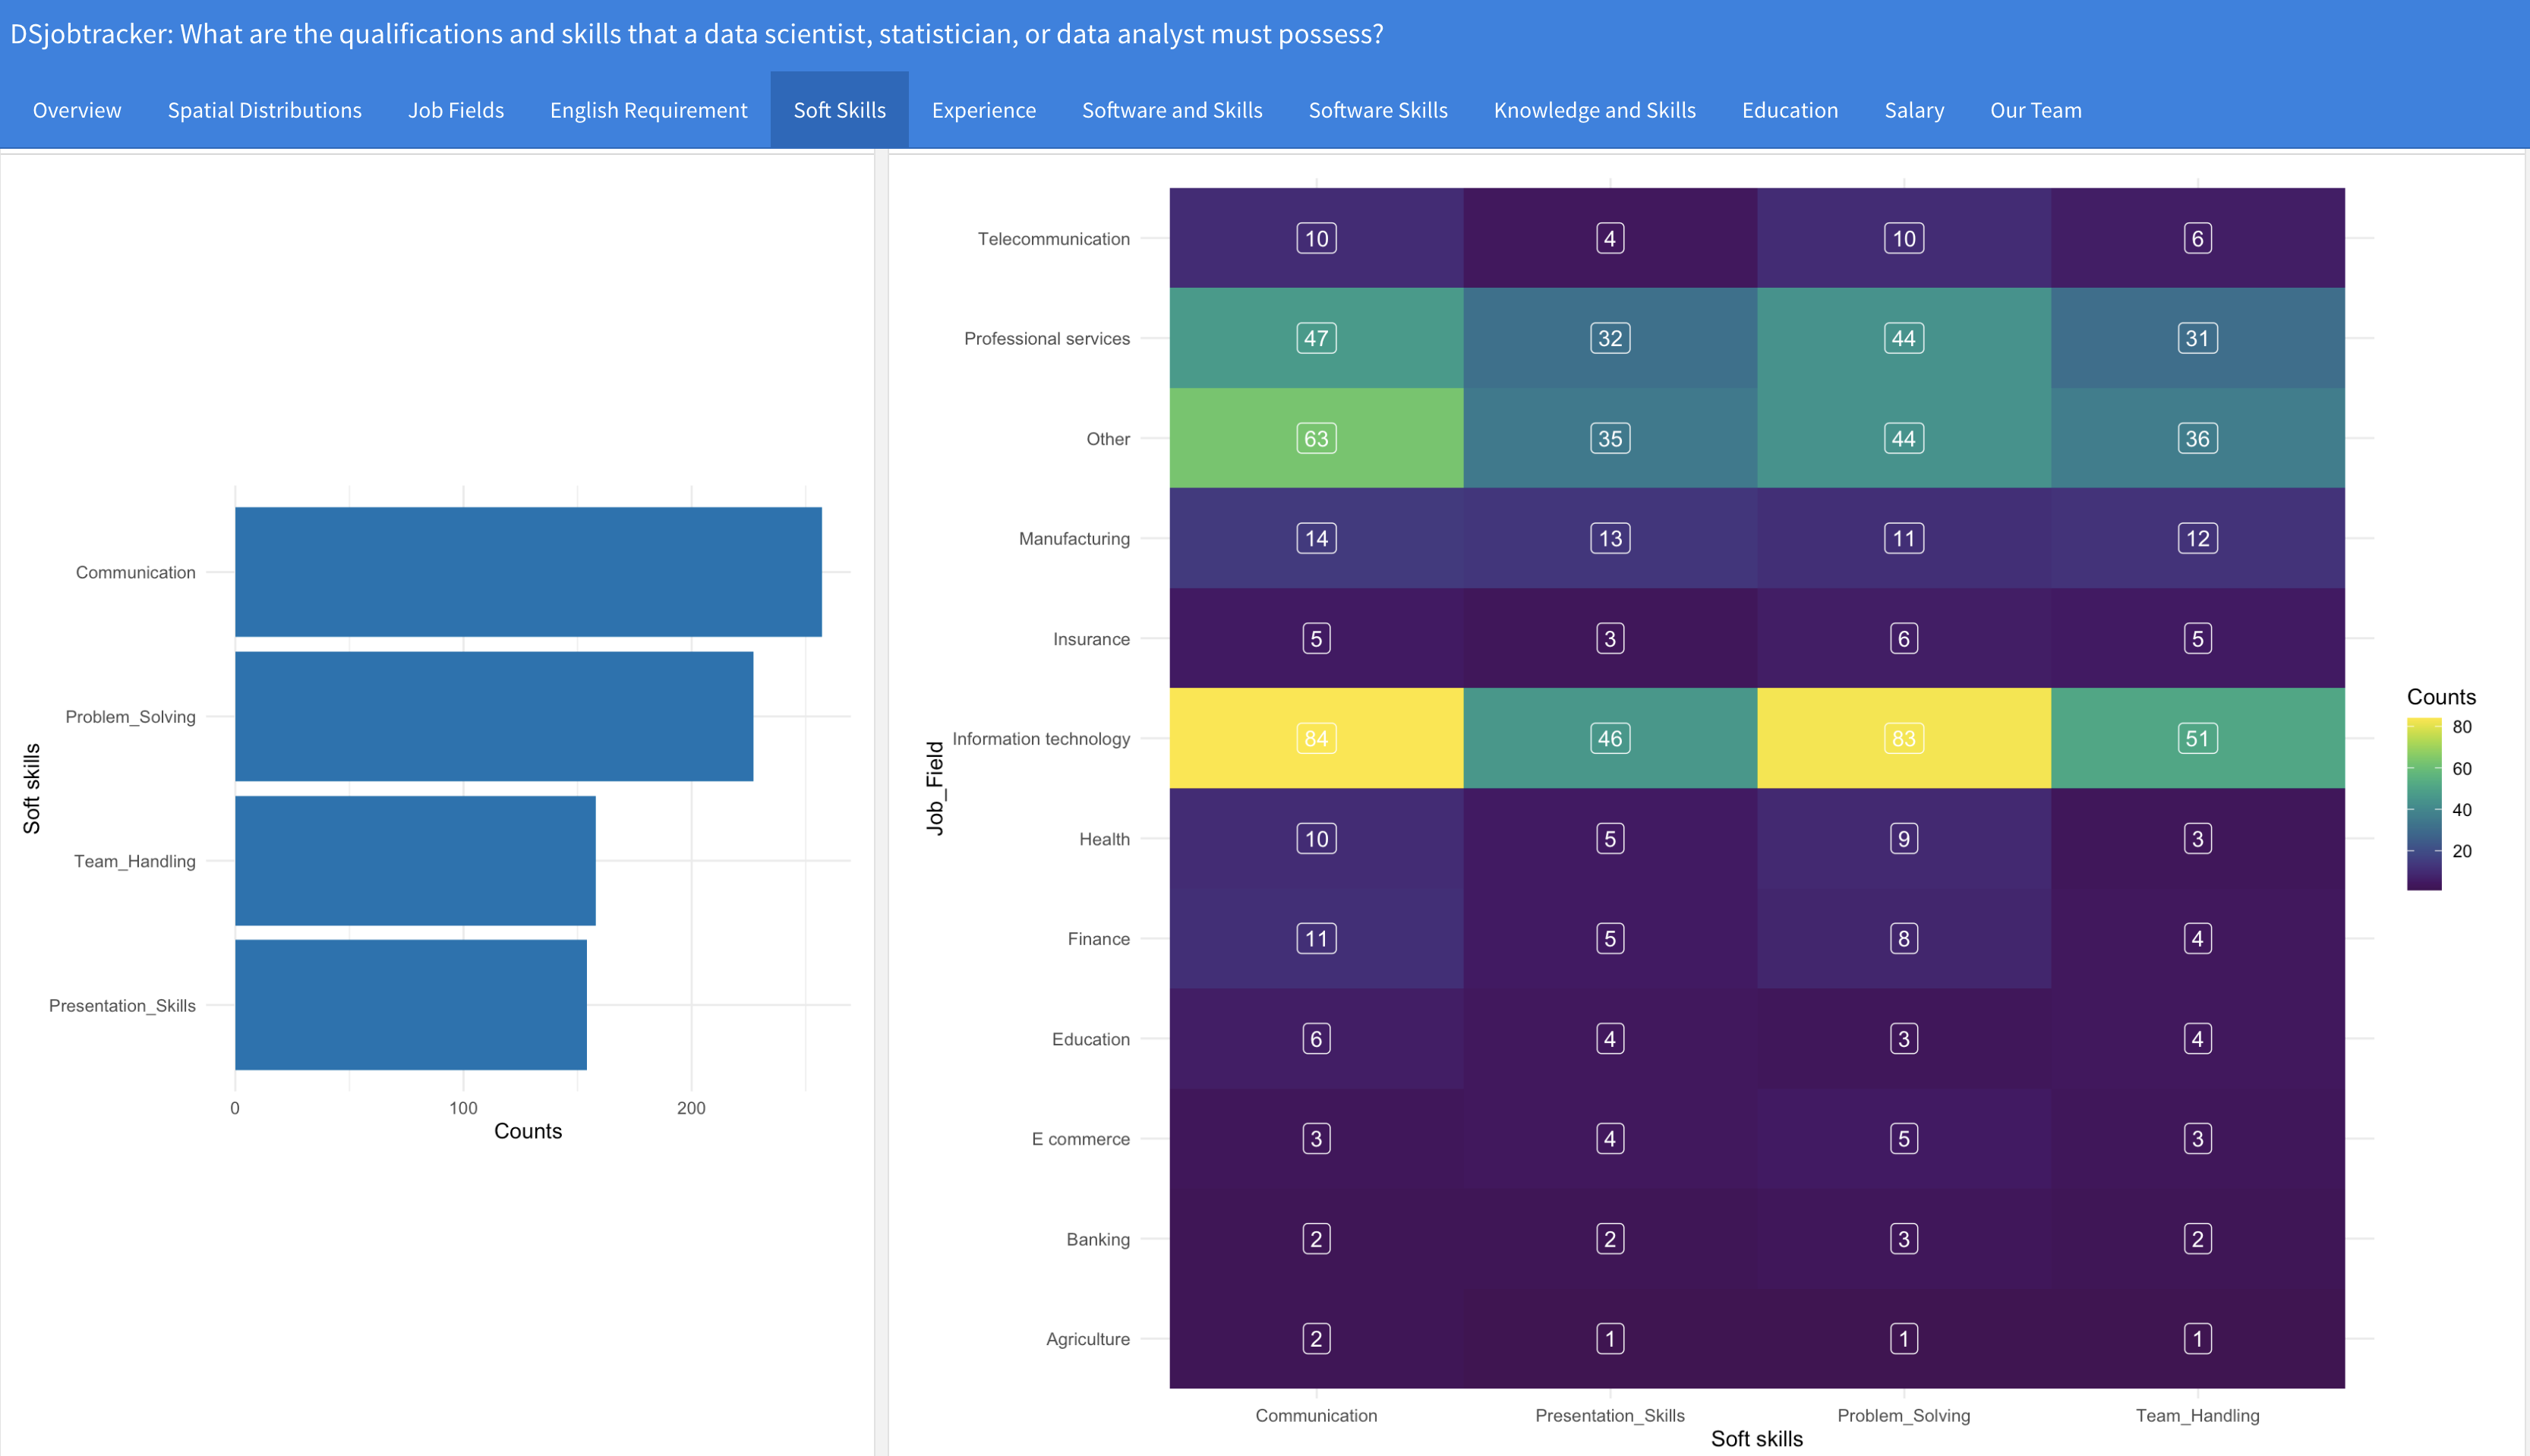 DSjobtracker: What are the qualifications and skills that a data scientist, statistician, or data analyst must possess?
Overview Spatial Distributions Job Fields English Requirement Soft Skills Experience Software and Skills Software Skills Knowledge and Skills Education Salary Our Team
Soft skills
Communication
Problem_Solving
Team_Handling
Presentation_Skills
0 100 200
Counts
Job_Field
Telecommunication 10 4 10 6
Professional services 47 32 44 31
Other 63 35 44 36
Manufacturing 14 13 11 12
Insurance 5 3 6 5
Information technology 84 46 83 51
Health 10 5 9 3
Finance 11 5 8 4
Education 6 4 3 4
E commerce 3 4 5 3
Banking 2 2 3 2
Agriculture 2 1 1 1
Communication Presentation_Skills Problem_Solving Team_Handling
Soft skills
Counts
80
60
40
20